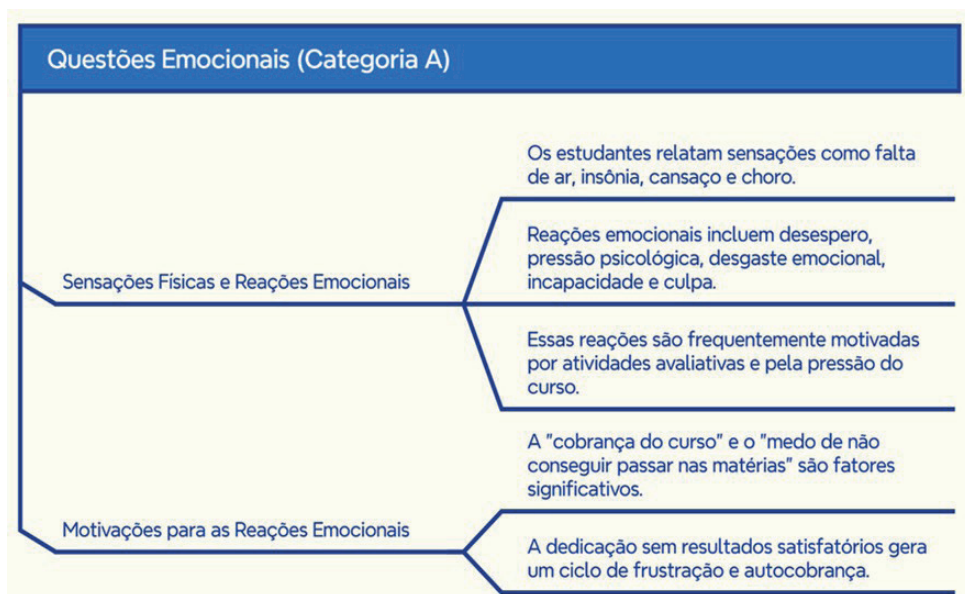 Questões Emocionais (Categoria A)
Os estudantes relatam sensações como falta
de ar, insônia, cansaço e choro.
Reações emocionais incluem desespero,
pressão psicológica, desgaste emocional,
incapacidade e culpa.
Sensações Físicas e Reações Emocionais
Essas reações são frequentemente motivadas
por atividades avaliativas e pela pressão do
curso.
A "cobrança do curso" e o "medo de não
conseguir passar nas matérias" são fatores
significativos.
Motivações para as Reações Emocionais
A dedicação sem resultados satisfatórios gera
um ciclo de frustração e autocobrança.